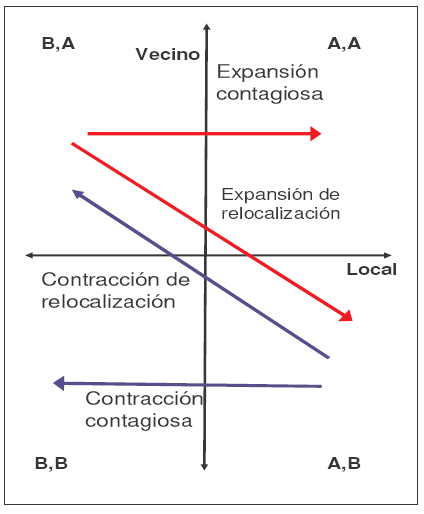 B,A
A,A
Vecino
Expansión
contagiosa
Expansión de
relocalización
Local
Contracción de
relocalización
Contracción
contagiosa
B,B
A,B